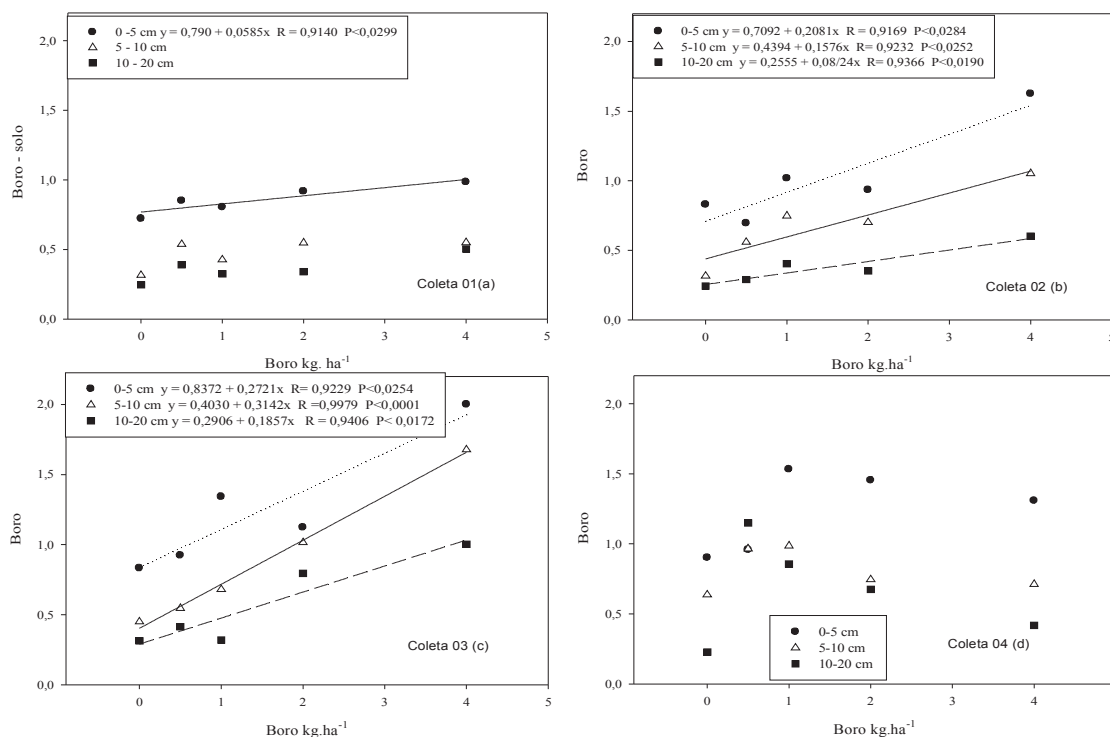 0 -5 cm y = 0,790 + 0,0585x R = 0,9140 P<0,0299
5 - 10 cm
10 - 20 cm
2,0
1,5
1,0
0,5
0,0
Boro - solo
Coleta 01(a)
0 1 2 3 4 5
Boro kg. ha⁻¹
0-5 cm y = 0,7092 + 0,2081x R = 0,9169 P<0,0284
5-10 cm y = 0,4394 + 0,1576x R= 0,9232 P<0,0252
10-20 cm y = 0,2555 + 0,08/24x R= 0,9366 P<0,0190
2,0
1,5
1,0
0,5
0,0
Boro
Coleta 02 (b)
0 1 2 3 4 5
Boro kg.ha⁻¹
0-5 cm y = 0,8372 + 0,2721x R= 0,9229 P<0,0254
5-10 cm y = 0,4030 + 0,3142x R =0,9979 P<0,0001
10-20 cm y = 0,2906 + 0,1857x R = 0,9406 P< 0,0172
2,0
1,5
1,0
0,5
0,0
Boro
Coleta 03 (c)
0 1 2 3 4 5
Boro kg.ha⁻¹
2,0
1,5
1,0
0,5
0,0
Boro
0-5 cm
5-10 cm
10-20 cm
Coleta 04 (d)
0 1 2 3 4 5
Boro kg.ha⁻¹